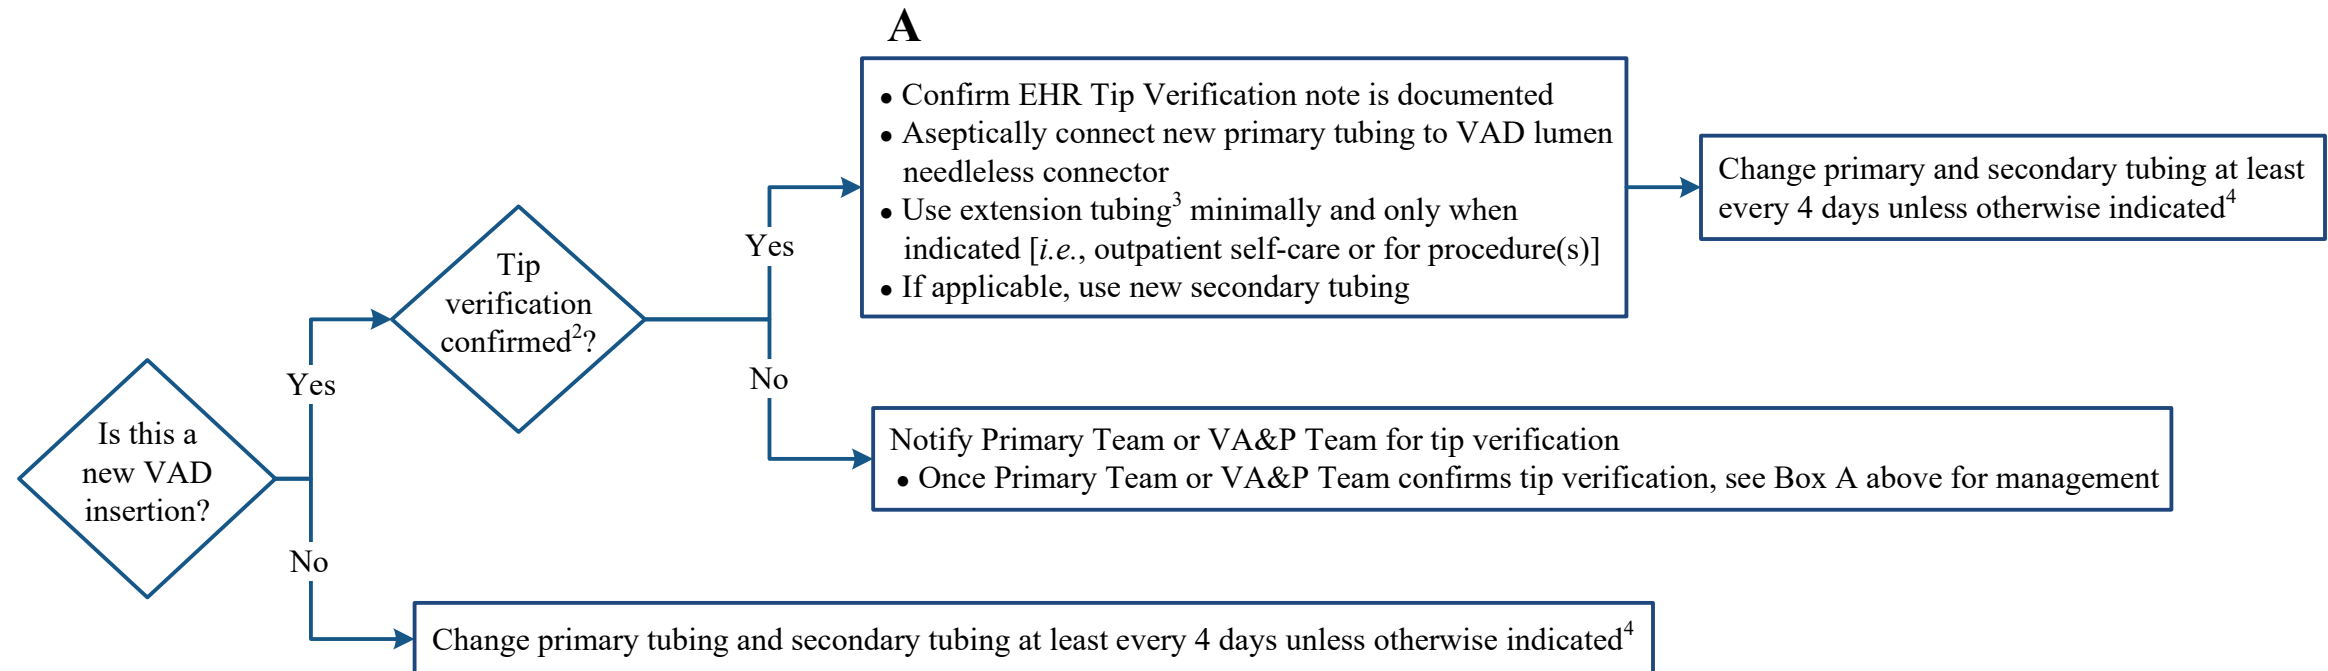 Is this a
new VAD
insertion?
Yes
No
Tip
verification
confirmed2?
Yes
No
A
• Confirm EHR Tip Verification note is documented
• Aseptically connect new primary tubing to VAD lumen
needleless connector
• Use extension tubing3 minimally and only when
indicated [i.e., outpatient self-care or for procedure(s)]
• If applicable, use new secondary tubing
Change primary and secondary tubing at least
every 4 days unless otherwise indicated4
Notify Primary Team or VA&P Team for tip verification
• Once Primary Team or VA&P Team confirms tip verification, see Box A above for management
Change primary tubing and secondary tubing at least every 4 days unless otherwise indicated4